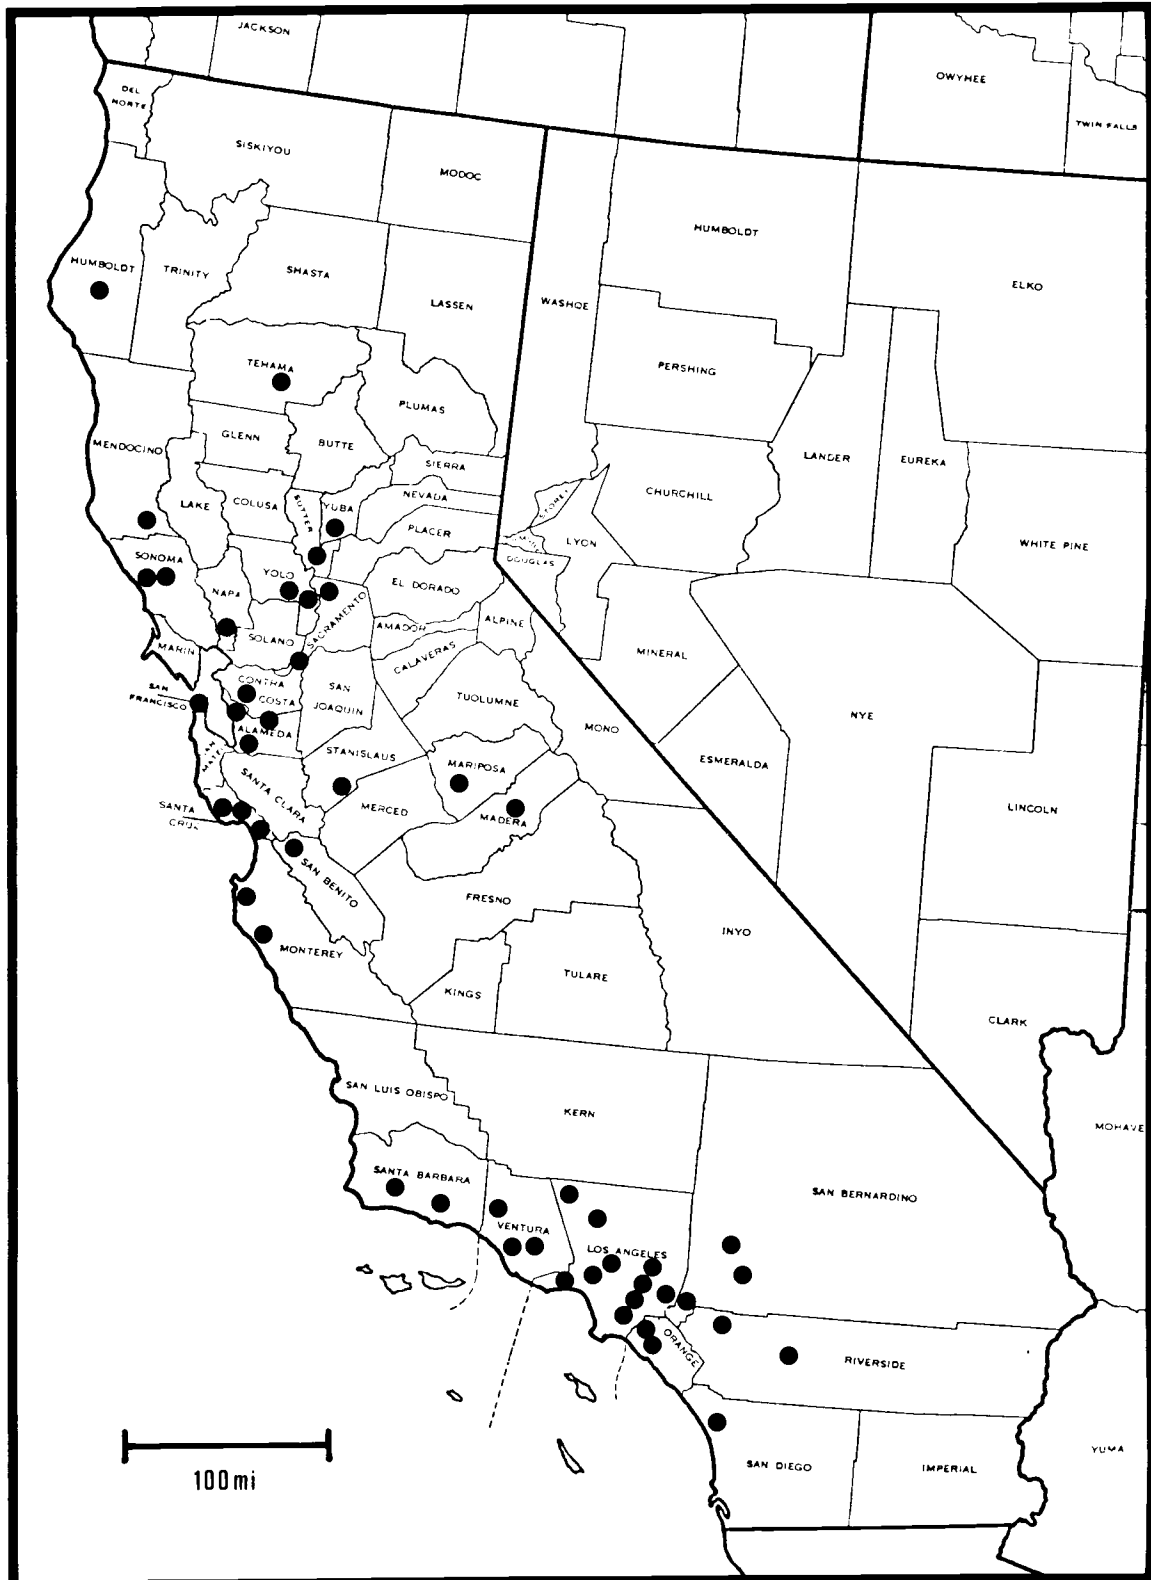 JACKSON
OWYHEE
TWIN FALLS
DEL
NORTE
SISKIYOU
MODOC
HUMBOLDT
HUMBOLDT
TRINITY
SHASTA
LASSEN
WASHOE
ELKO
TEHAMA
PERSHING
PLUMAS
GLENN
BUTTE
MENDOCINO
SIERRA
LANDER
EUREKA
LAKE
COLUSA
SUTTER
YUBA
NEVADA
PLACER
STOREY
CHURCHILL
LYON
DOUGLAS
WHITE PINE
SONOMA
NAPA
YOLO
EL DORADO
SOLANO
SACRAMENTO
AMADOR
ALPINE
MARIN
CALAVERAS
MINERAL
SAN
FRANCISCO
CONTRA
COSTA
SAN
JOAQUIN
TUOLUMNE
MONO
NYE
ALAMEDA
SAN
MATEO
STANISLAUS
MARIPOSA
ESMERALDA
SANTA CLARA
MERCED
MADERA
LINCOLN
SANTA
CRUZ
SAN BENITO
FRESNO
INYO
MONTEREY
TULARE
KINGS
CLARK
SAN LUIS OBISPO
KERN
MOHAVE
SANTA BARBARA
SAN BERNARDINO
VENTURA
LOS ANGELES
ORANGE
RIVERSIDE
SAN DIEGO
IMPERIAL
YUMA
100mi